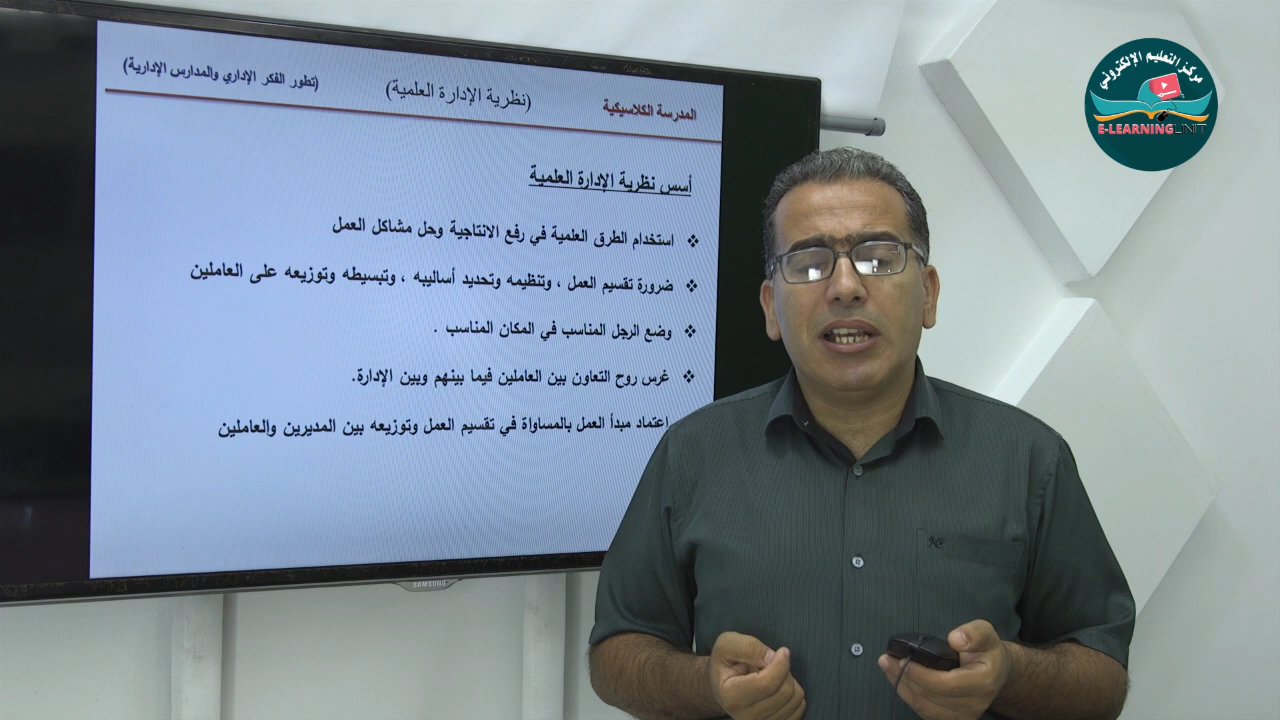 المدرسة الكلاسيكية
(نظرية الإدارة العلمية)
(تطور الفكر الإداري والمدارس الإدارية)
أسس نظرية الإدارة العلمية
❖ استخدام الطرق العلمية في رفع الانتاجية وحل مشاكل العمل
❖ ضرورة تقسيم العمل ، وتنظيمه وتحديد أساليبه ، وتبسيطه وتوزيعه على العاملين
❖ وضع الرجل المناسب في المكان المناسب .
❖ غرس روح التعاون بين العاملين فيما بينهم وبين الإدارة.
اعتماد مبدأ العمل بالمساواة في تقسيم العمل وتوزيعه بين المديرين والعاملين
SAMSUNG
مركز التعليم الإلكتروني
E-LEARNING UNIT